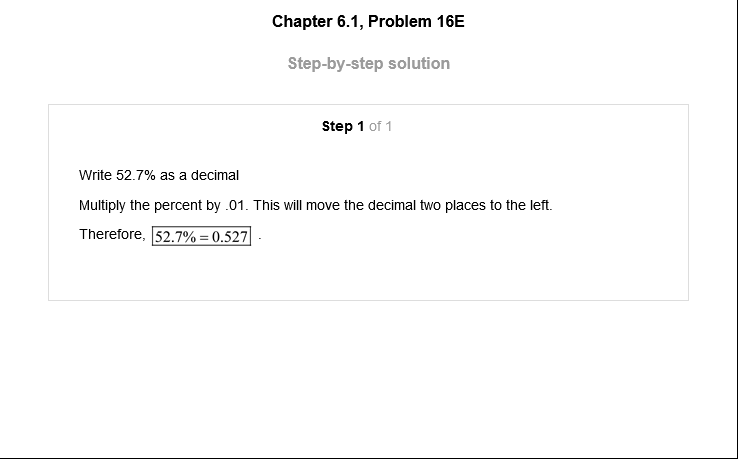 Chapter 6.1, Problem 16E
Step-by-step solution
Step 1 of 1
Write 52.7% as a decimal
Multiply the percent by .01. This will move the decimal two places to the left.
Therefore, 52.7% = 0.527 .